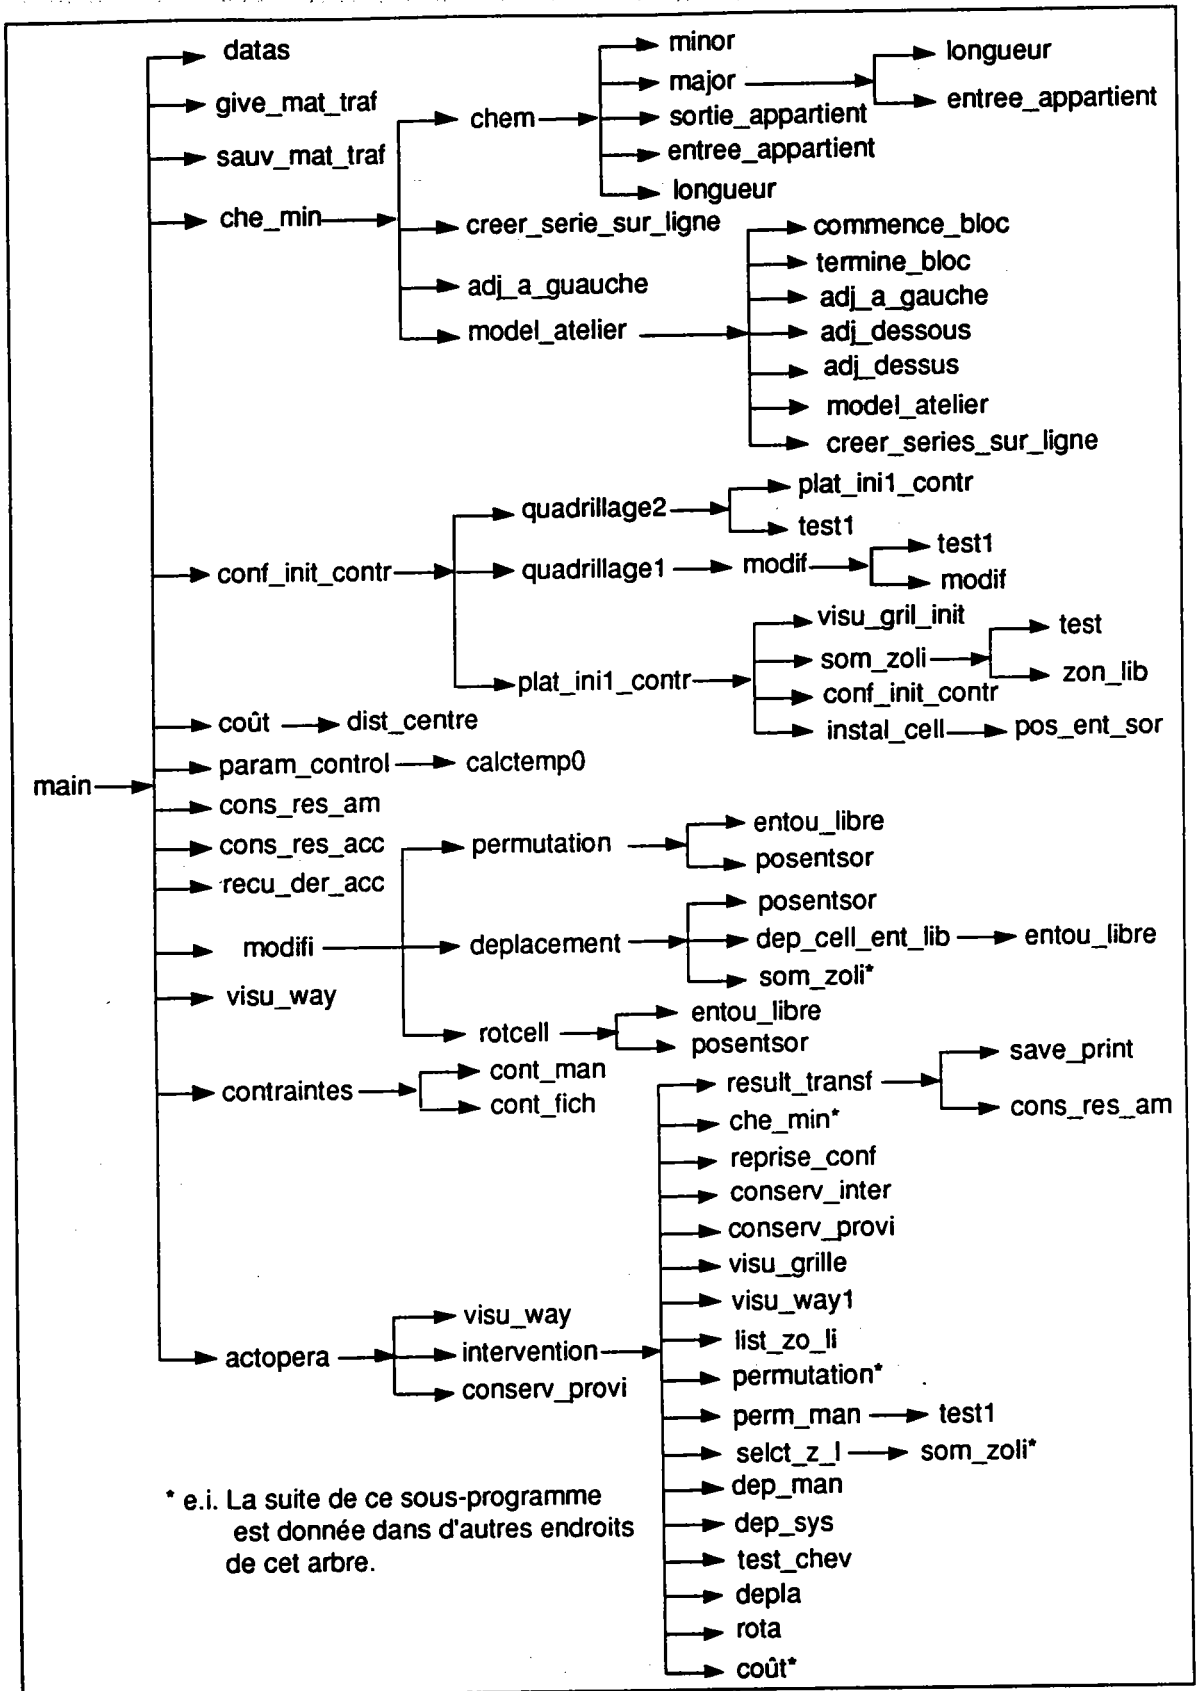 main
datas
give_mat_traf
sauv_mat_traf
che_min
chem
minor
major
longueur
entree_appartient
sortie_appartient
entree_appartient
longueur
creer_serie_sur_ligne
adj_a_guauche
model_atelier
commence_bloc
termine_bloc
adj_a_gauche
adj_dessous
adj_dessus
model_atelier
creer_series_sur_ligne
conf_init_contr
quadrillage2
plat_ini1_contr
test1
quadrillage1
modif
test1
modif
plat_ini1_contr
visu_gril_init
som_zoli
test
zon_lib
conf_init_contr
instal_cell
pos_ent_sor
coût
dist_centre
param_control
calctemp0
cons_res_am
cons_res_acc
recu_der_acc
modifi
permutation
entou_libre
posentsor
deplacement
posentsor
dep_cell_ent_lib
entou_libre
som_zoli*
rotcell
entou_libre
posentsor
visu_way
contraintes
cont_man
cont_fich
actopera
visu_way
intervention
result_transf
save_print
cons_res_am
che_min*
reprise_conf
conserv_inter
conserv_provi
visu_grille
visu_way1
list_zo_li
permutation*
perm_man
test1
selct_z_l
som_zoli*
dep_man
dep_sys
test_chev
depla
rota
coût*
conserv_provi
* e.i. La suite de ce sous-programme
est donnée dans d'autres endroits
de cet arbre.